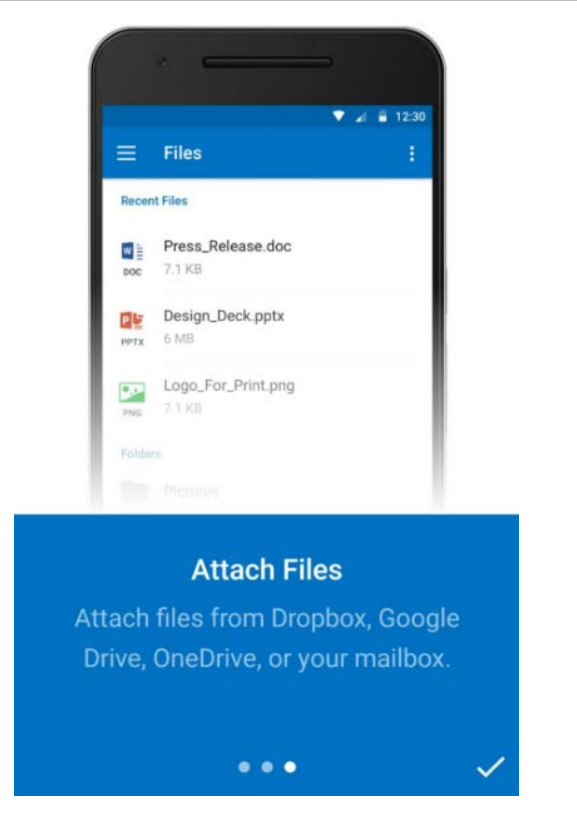 12:30
Files
Recent Files
W
Press_Release.doc
DOC
7.1 KB
P
Design_Deck.pptx
PPTX
6 MB
Logo_For_Print.png
PNG
7.1 KB
Folders
Pictures
Attach Files
Attach files from Dropbox, Google
Drive, OneDrive, or your mailbox.